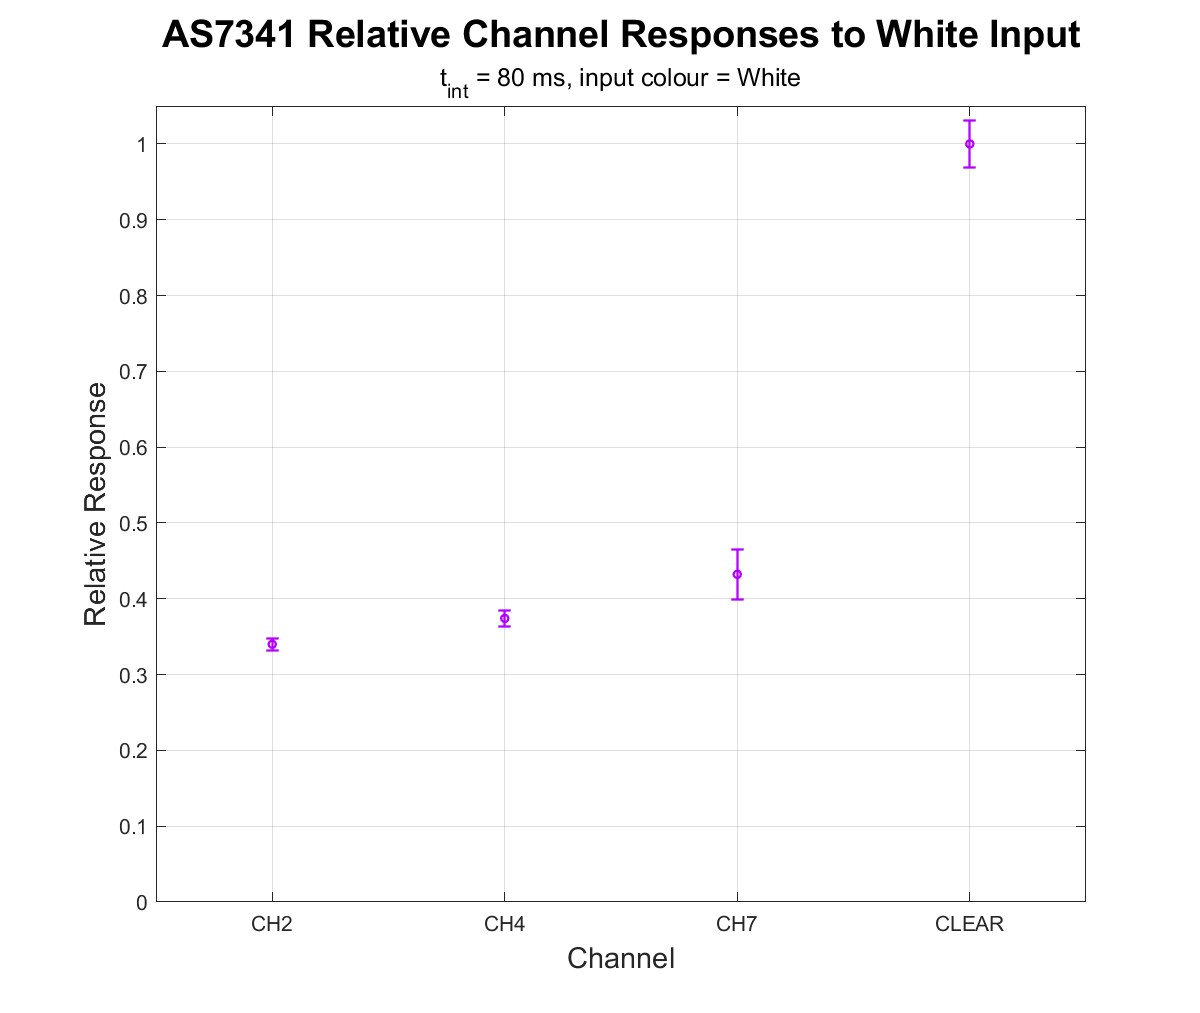 AS7341 Relative Channel Responses to White Input
t_int = 80 ms, input colour = White
1
0.9
0.8
0.7
0.6
0.5
0.4
0.3
0.2
0.1
0
Relative Response
CH2 CH4 CH7 CLEAR
Channel